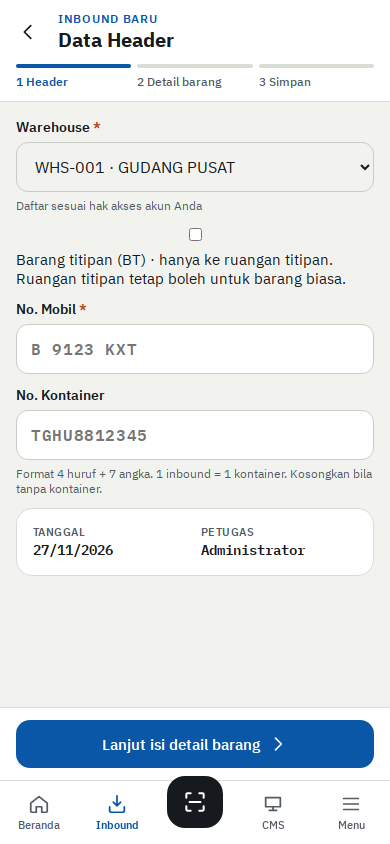 INBOUND BARU
Data Header
1 Header
2 Detail barang
3 Simpan
Warehouse *
WHS-001 · GUDANG PUSAT
Daftar sesuai hak akses akun Anda
Barang titipan (BT) · hanya ke ruangan titipan.
Ruangan titipan tetap boleh untuk barang biasa.
No. Mobil *
B 9123 KXT
No. Kontainer
TGHU8812345
Format 4 huruf + 7 angka. 1 inbound = 1 kontainer. Kosongkan bila
tanpa kontainer.
TANGGAL
27/11/2026
PETUGAS
Administrator
Lanjut isi detail barang
Beranda
Inbound
CMS
Menu